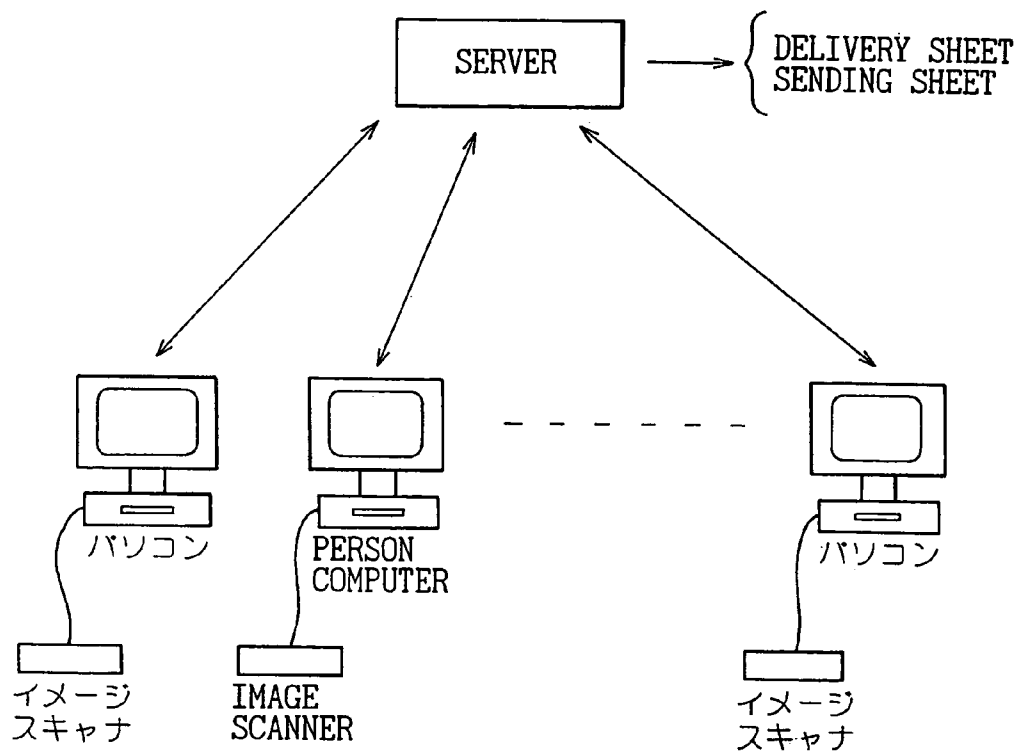 SERVER
DELIVERY SHEET
SENDING SHEET
パソコン
PERSON
COMPUTER
パソコン
イメージ
スキャナ
IMAGE
SCANNER
イメージ
スキャナ